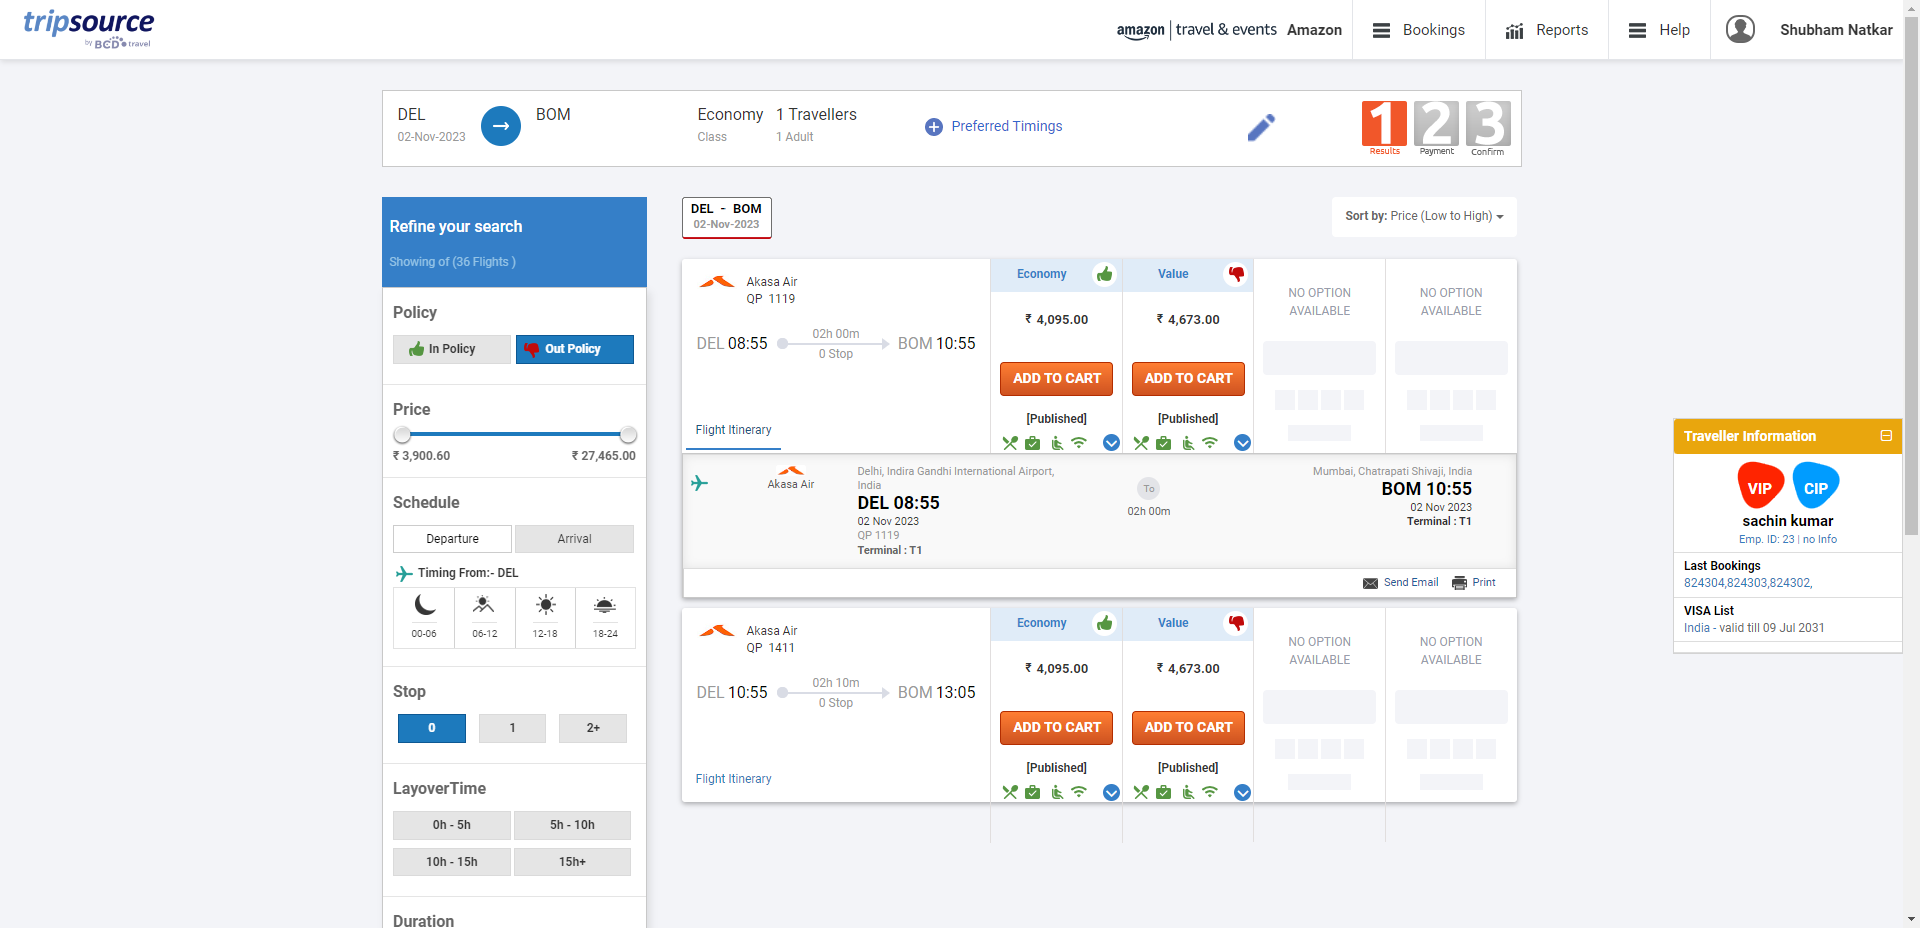 tripsource
by BCD travel
amazon | travel & events Amazon
Bookings
Reports
Help
Shubham Natkar
DEL
02-Nov-2023
BOM
Economy
Class
1 Travellers
1 Adult
Preferred Timings
1
Results
2
Payment
3
Confirm
Refine your search
Showing of (36 Flights )
Policy
In Policy
Out Policy
Price
₹ 3,900.60
₹ 27,465.00
Schedule
Departure
Arrival
Timing From:- DEL
00-06
06-12
12-18
18-24
Stop
0
1
2+
LayoverTime
0h - 5h
5h - 10h
10h - 15h
15h+
Duration
DEL - BOM
02-Nov-2023
Sort by: Price (Low to High)
Akasa Air
QP 1119
DEL 08:55
02h 00m
0 Stop
BOM 10:55
Flight Itinerary
Economy
₹ 4,095.00
ADD TO CART
[Published]
Value
₹ 4,673.00
ADD TO CART
[Published]
NO OPTION
AVAILABLE
NO OPTION
AVAILABLE
Akasa Air
Delhi, Indira Gandhi International Airport,
India
DEL 08:55
02 Nov 2023
QP 1119
Terminal : T1
To
02h 00m
Mumbai, Chatrapati Shivaji, India
BOM 10:55
02 Nov 2023
Terminal : T1
Send Email
Print
Akasa Air
QP 1411
DEL 10:55
02h 10m
0 Stop
BOM 13:05
Flight Itinerary
Economy
₹ 4,095.00
ADD TO CART
[Published]
Value
₹ 4,673.00
ADD TO CART
[Published]
NO OPTION
AVAILABLE
NO OPTION
AVAILABLE
Traveller Information
VIP
CIP
sachin kumar
Emp. ID: 23 | no Info
Last Bookings
824304,824303,824302,
VISA List
India - valid till 09 Jul 2031